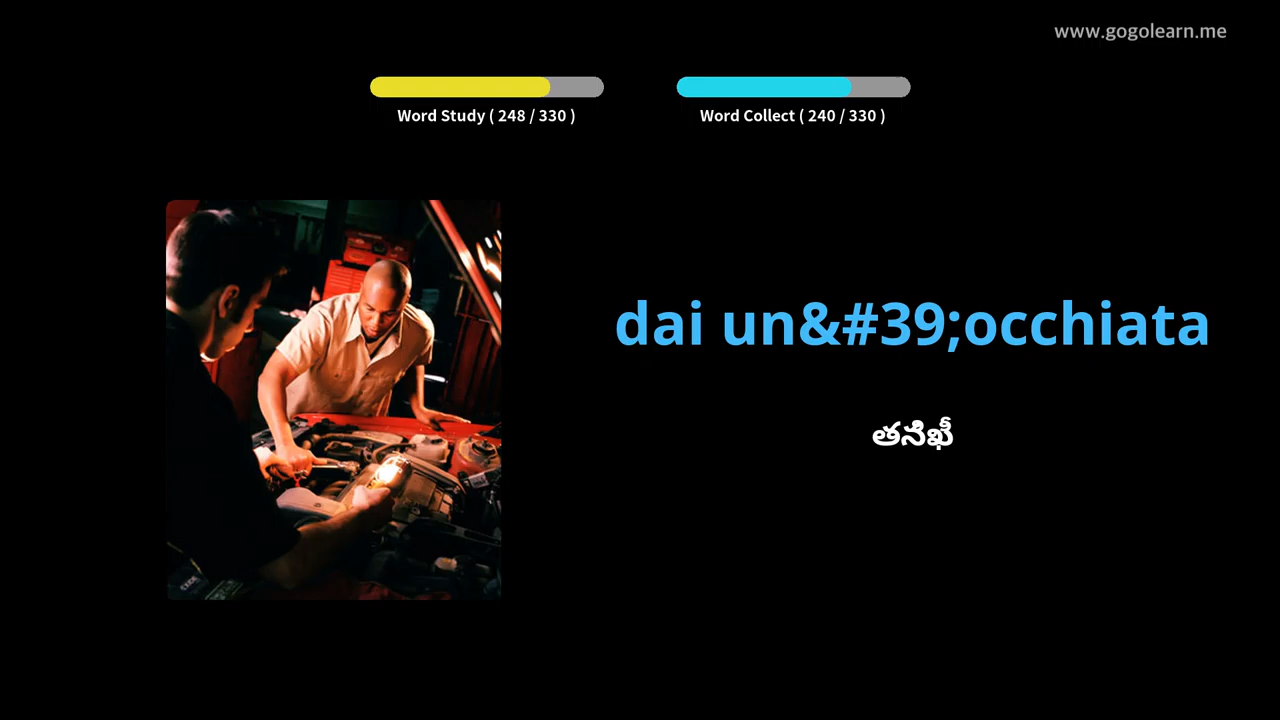 www.gogolearn.me
Word Study ( 248 / 330 )
Word Collect ( 240 / 330 )
dai un&#39;occhiata
తనిఖీ